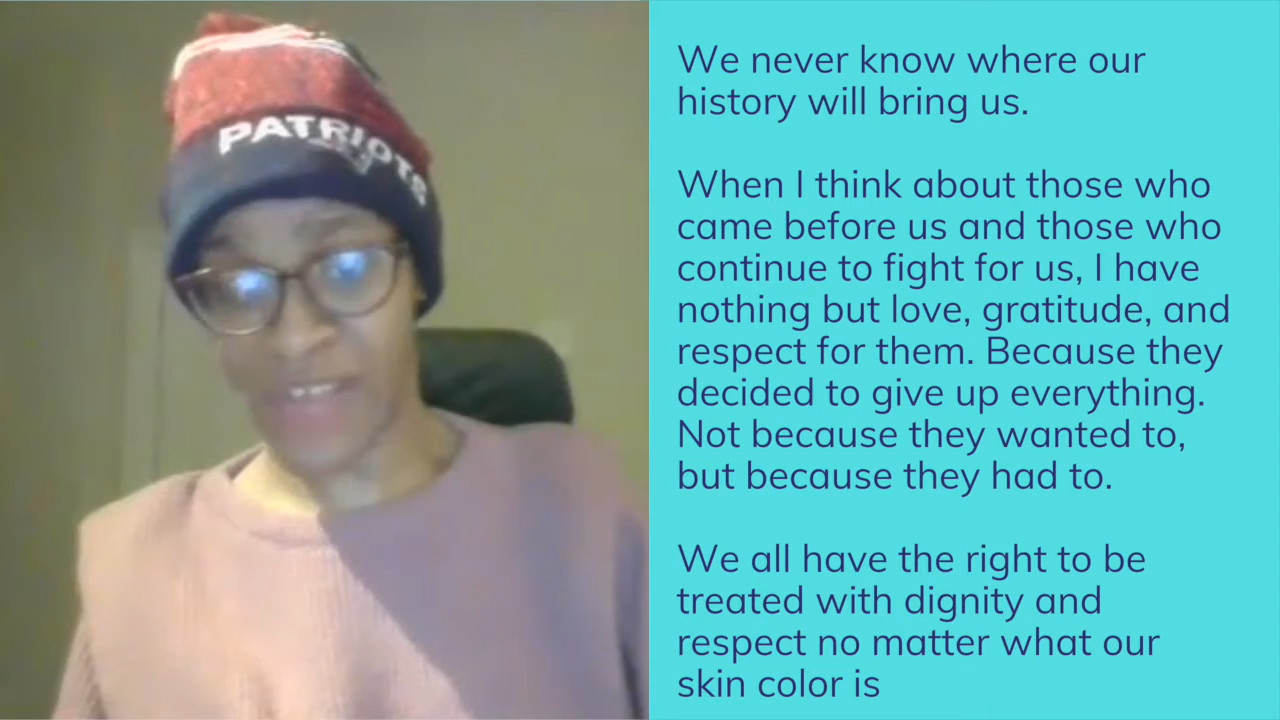 PATRIOTS
We never know where our
history will bring us.
When I think about those who
came before us and those who
continue to fight for us, I have
nothing but love, gratitude, and
respect for them. Because they
decided to give up everything.
Not because they wanted to,
but because they had to.
We all have the right to be
treated with dignity and
respect no matter what our
skin color is